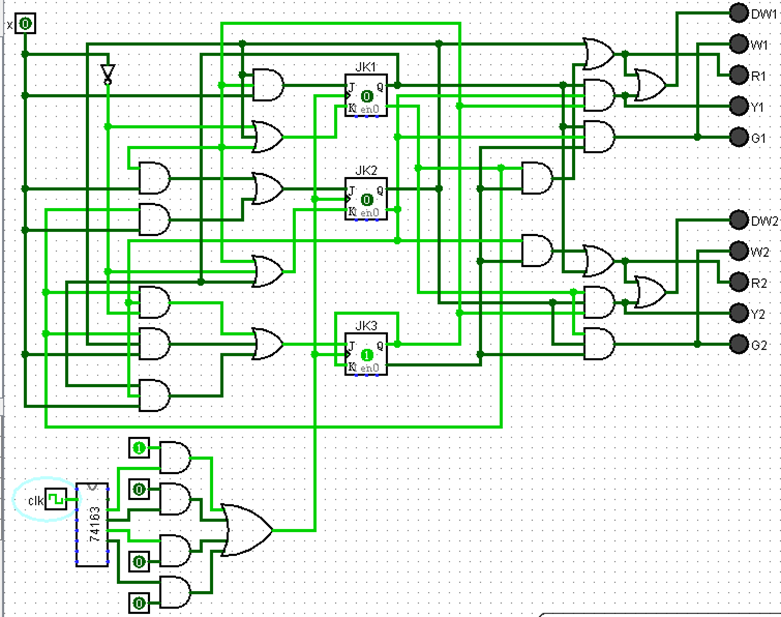 x 0
DW1
W1
R1
Y1
G1
JK1
J Q
0
K en0
JK2
J Q
0
K en0
DW2
W2
R2
Y2
G2
JK3
J Q
1
K en0
1
0
clk
74163
0
0